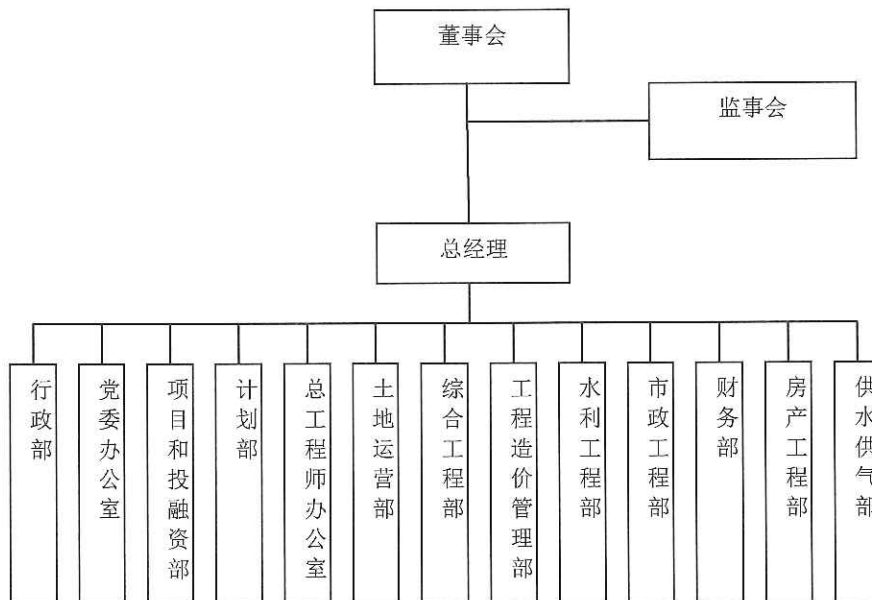 董事会
监事会
总经理
行政部
党委办公室
项目和投融资部
计划部
总工程师办公室
土地运营部
综合工程部
工程造价管理部
水利工程部
市政工程部
财务部
房产工程部
供水供气部